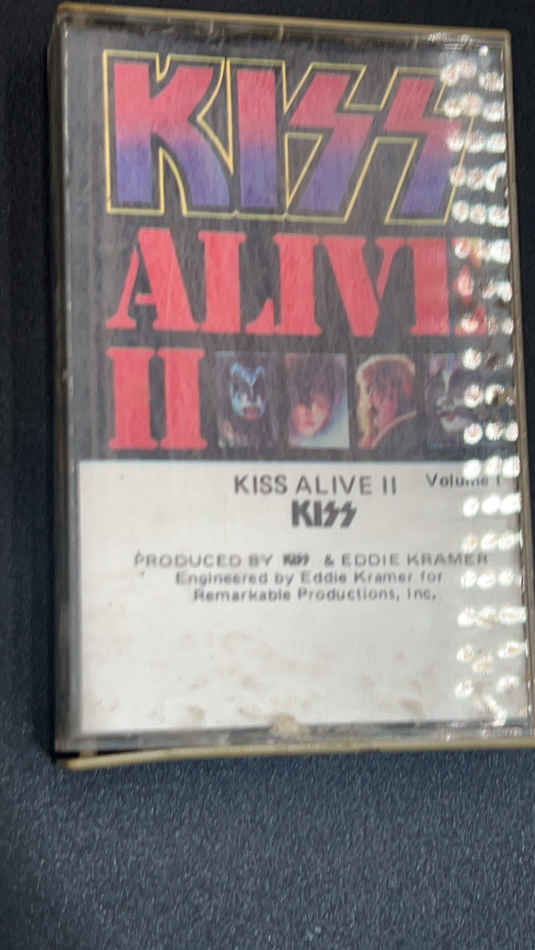 KISS
ALIVE
II
KISS ALIVE II Volume I
KISS
PRODUCED BY KISS & EDDIE KRAMER
Engineered by Eddie Kramer for
Remarkable Productions, Inc.